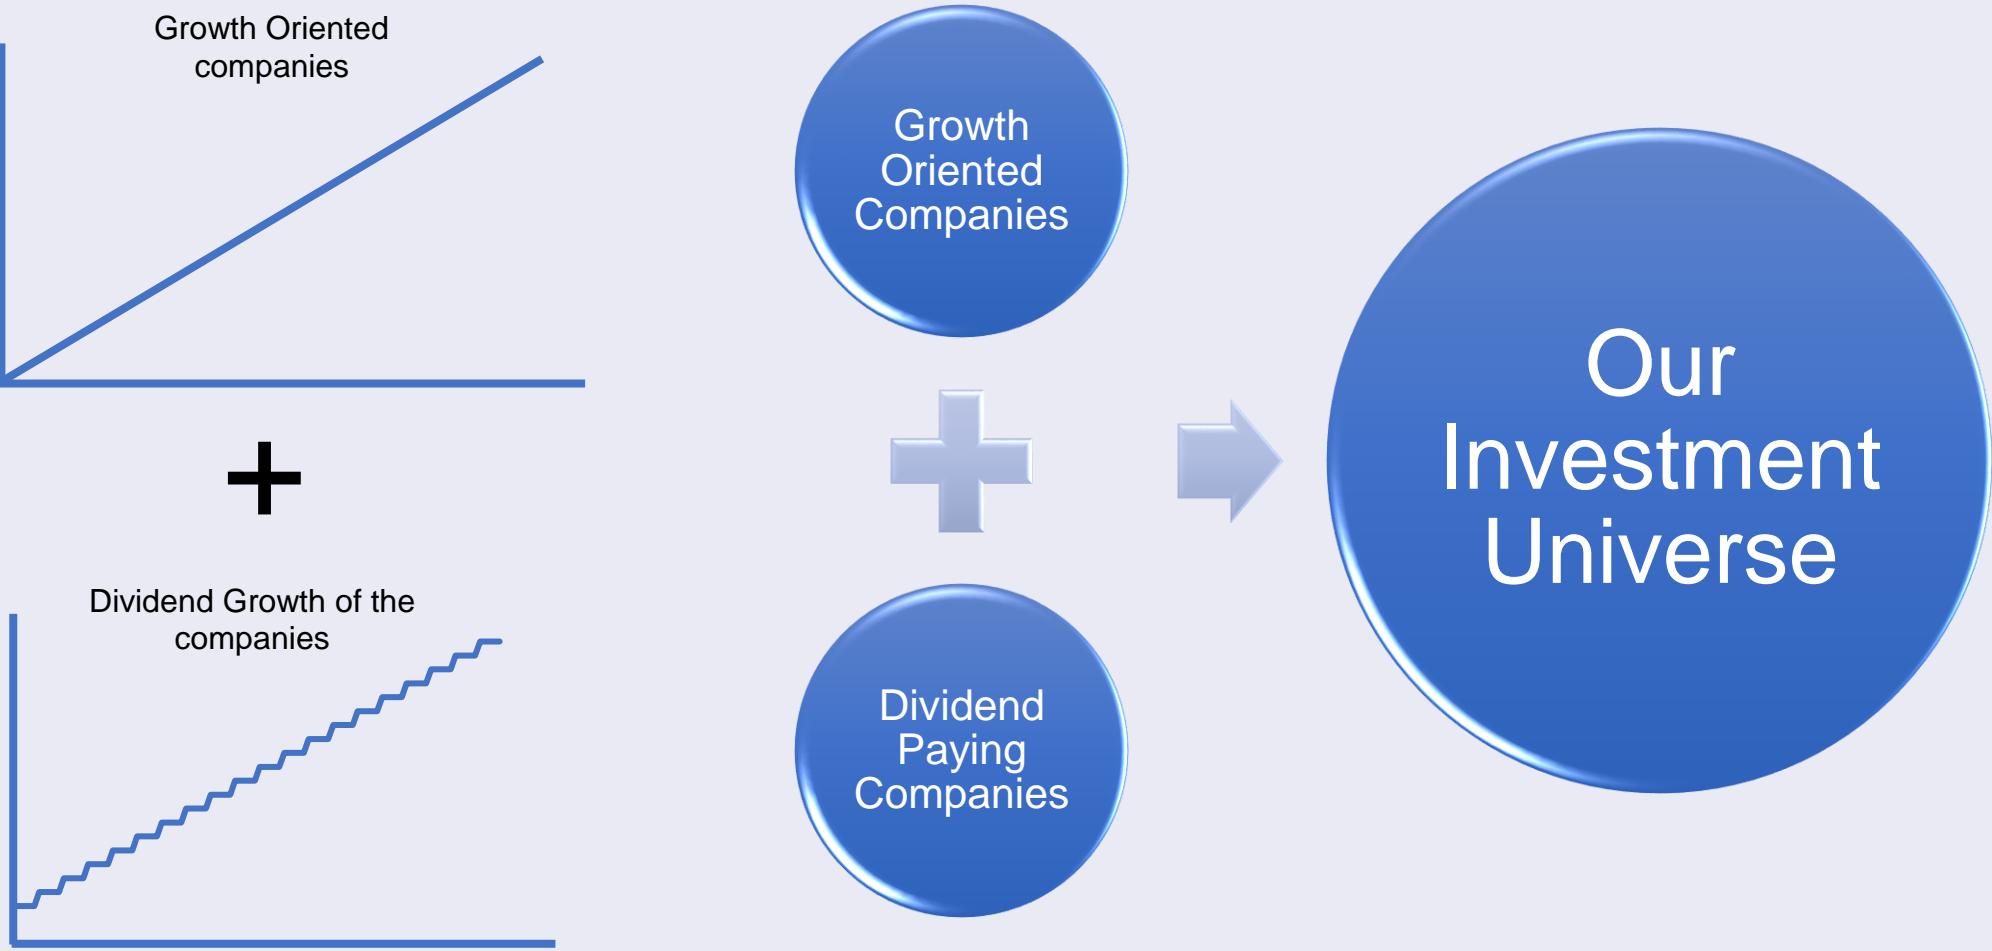 Growth Oriented
companies
Dividend Growth of the
companies
Growth
Oriented
Companies
Dividend
Paying
Companies
Our
Investment
Universe